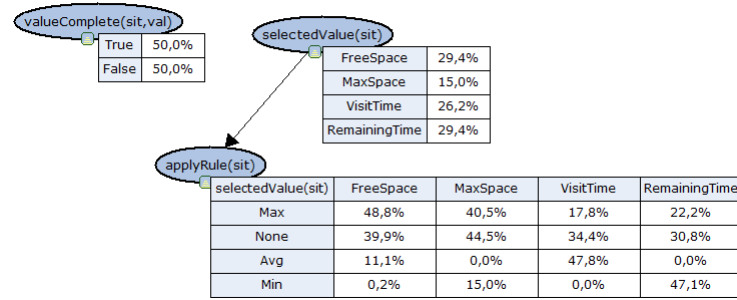 valueComplete(sit,val)
True 50,0%
False 50,0%
selectedValue(sit)
FreeSpace 29,4%
MaxSpace 15,0%
VisitTime 26,2%
RemainingTime 29,4%
applyRule(sit)
selectedValue(sit) FreeSpace MaxSpace VisitTime RemainingTime
Max 48,8% 40,5% 17,8% 22,2%
None 39,9% 44,5% 34,4% 30,8%
Avg 11,1% 0,0% 47,8% 0,0%
Min 0,2% 15,0% 0,0% 47,1%